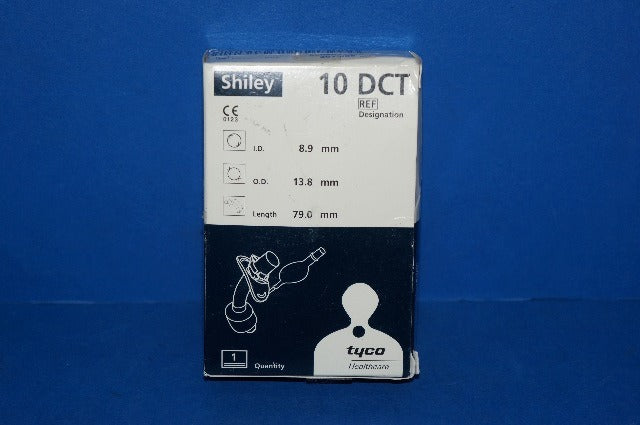 Shiley 10 DCT
REF
Designation
CE
0123
I.D. 8.9 mm
O.D. 13.8 mm
Length 79.0 mm
1 Quantity
tyco
Healthcare